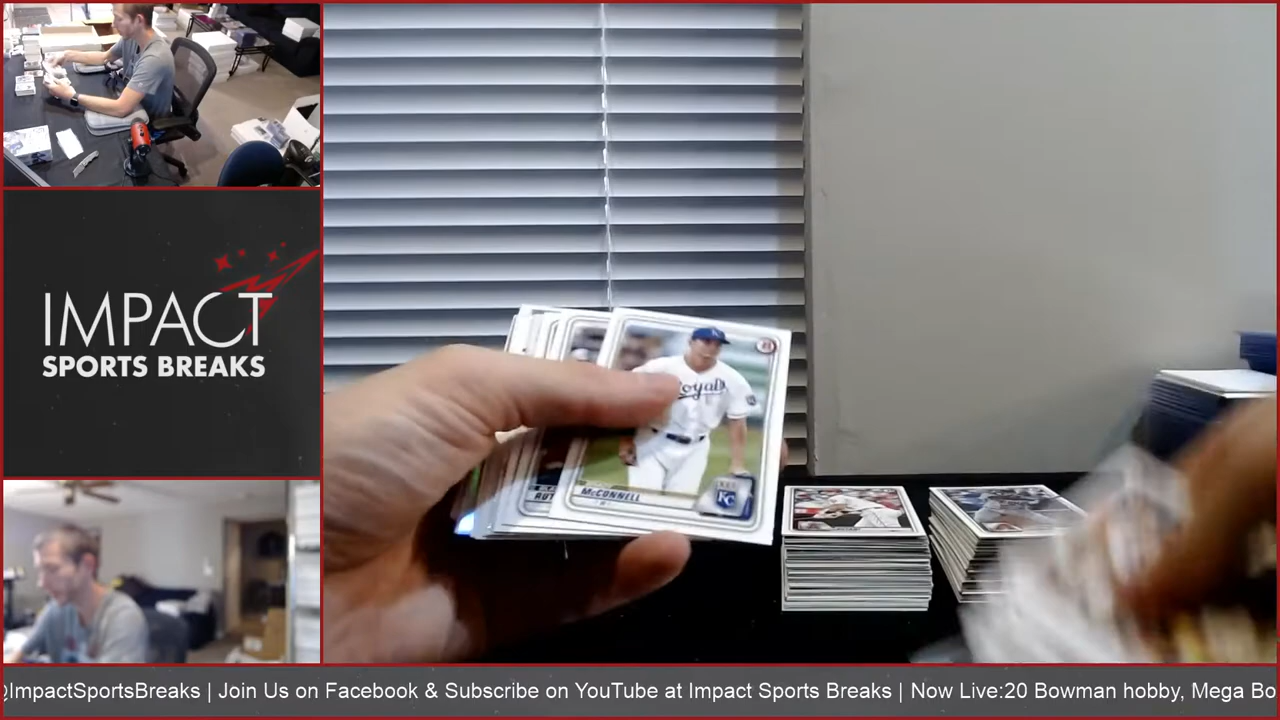 IMPACT
SPORTS BREAKS
Royals
McCONNELL
KC
RUT
@ImpactSportsBreaks | Join Us on Facebook & Subscribe on YouTube at Impact Sports Breaks | Now Live:20 Bowman hobby, Mega Bo